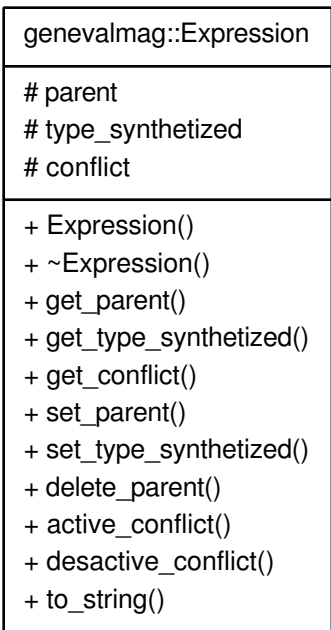 genevalmag::Expression
# parent
# type_synthetized
# conflict
+ Expression()
+ ~Expression()
+ get_parent()
+ get_type_synthetized()
+ get_conflict()
+ set_parent()
+ set_type_synthetized()
+ delete_parent()
+ active_conflict()
+ desactive_conflict()
+ to_string()